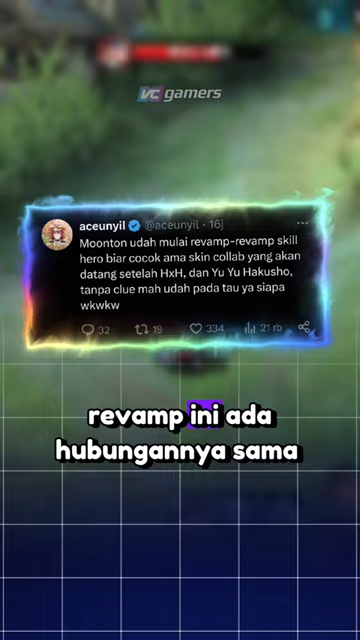 VC gamers
aceunyil @aceunyil · 16j
Moonton udah mulai revamp-revamp skill
hero biar cocok ama skin collab yang akan
datang setelah HxH, dan Yu Yu Hakusho,
tanpa clue mah udah pada tau ya siapa
wkwkw
32 19 334 21 rb
revamp ini ada
hubungannya sama